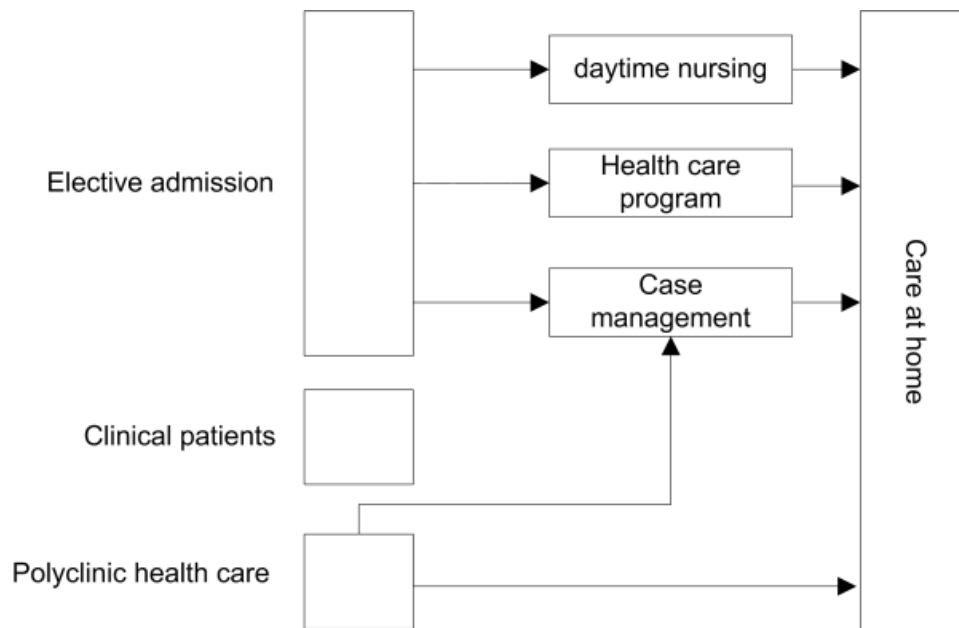 daytime nursing
Elective admission
Health care
program
Case
management
Care at home
Clinical patients
Polyclinic health care